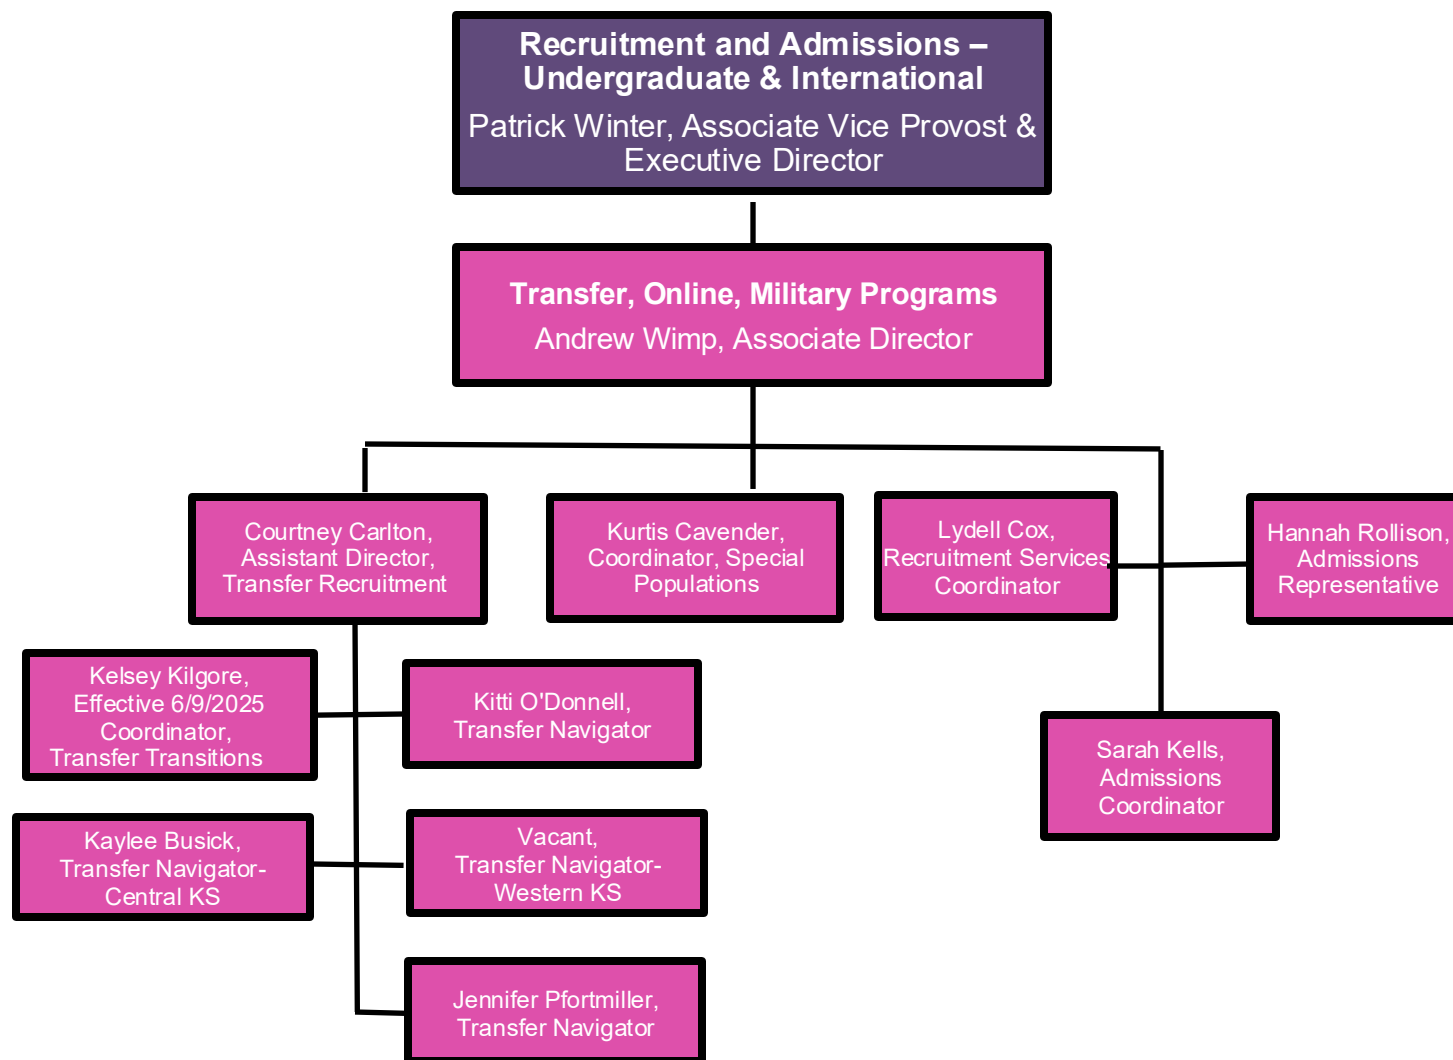 Recruitment and Admissions –
Undergraduate & International
Patrick Winter, Associate Vice Provost &
Executive Director
Transfer, Online, Military Programs
Andrew Wimp, Associate Director
Courtney Carlton,
Assistant Director,
Transfer Recruitment
Kurtis Cavender,
Coordinator, Special
Populations
Lydell Cox,
Recruitment Services
Coordinator
Hannah Rollison,
Admissions
Representative
Kelsey Kilgore,
Effective 6/9/2025
Coordinator,
Transfer Transitions
Kitti O'Donnell,
Transfer Navigator
Sarah Kells,
Admissions
Coordinator
Kaylee Busick,
Transfer Navigator-
Central KS
Vacant,
Transfer Navigator-
Western KS
Jennifer Pfortmiller,
Transfer Navigator